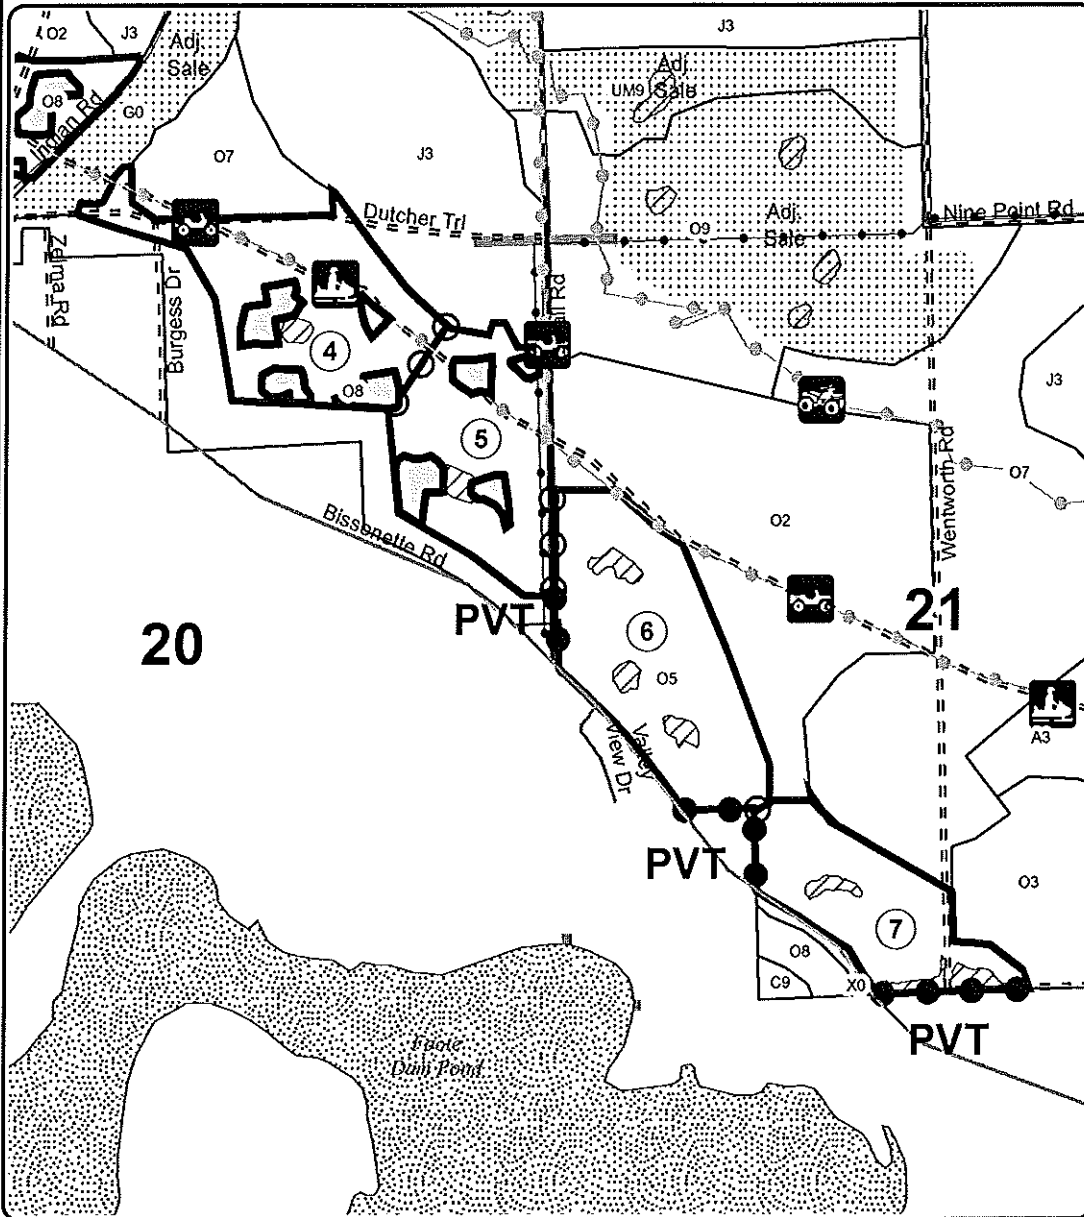 O2
J3
Adj
Sale
J3
Adj
UM9
Sale
O8
G0
Indian Rd
O7
J3
Dutcher Trl
Adj.
Sale
O9
Nine Point Rd
Zelma Rd
Burgess Dr
Rd
4
O8
J3
5
O7
Wentworth Rd
O2
Bissonette Rd
PVT
21
20
6
O5
Valley
View Dr
A3
PVT
O3
7
O8
C9
X0
PVT
Foote
Dam Pond